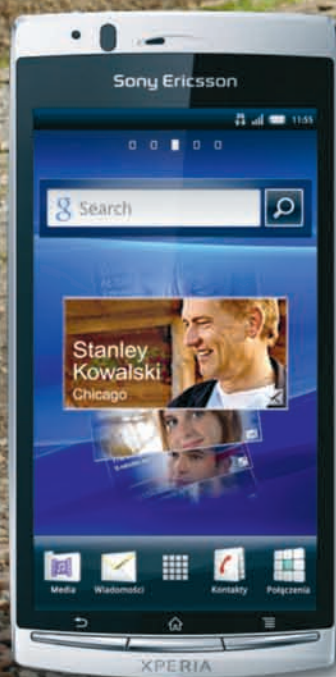 Sony Ericsson
11:55
g Search
Stanley
Kowalski
Chicago
Media
Wiadomości
Kontakty
Połączenia
XPERIA